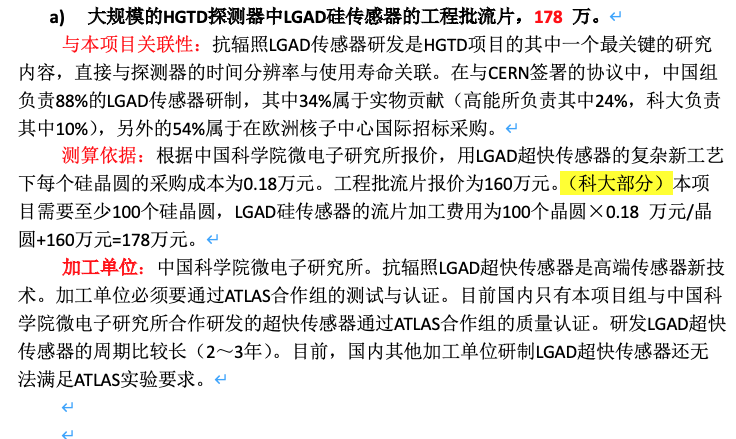 a) 大规模的HGTD探测器中LGAD硅传感器的工程批流片，178 万。
与本项目关联性：抗辐照LGAD传感器研发是HGTD项目的其中一个最关键的研究
内容，直接与探测器的时间分辨率与使用寿命关联。在与CERN签署的协议中，中国组
负责88%的LGAD传感器研制，其中34%属于实物贡献（高能所负责其中24%，科大负责
其中10%），另外的54%属于在欧洲核子中心国际招标采购。
测算依据：根据中国科学院微电子研究所报价，用LGAD超快传感器的复杂新工艺
下每个硅晶圆的采购成本为0.18万元。工程批流片报价为160万元。（科大部分）本项
目需要至少100个硅晶圆，LGAD硅传感器的流片加工费用为100个晶圆×0.18 万元/晶
圆+160万元=178万元。
加工单位：中国科学院微电子研究所。抗辐照LGAD超快传感器是高端传感器新技
术。加工单位必须要通过ATLAS合作组的测试与认证。目前国内只有本项目组与中国科
学院微电子研究所合作研发的超快传感器通过ATLAS合作组的质量认证。研发LGAD超快
传感器的周期比较长（2～3年）。目前，国内其他加工单位研制LGAD超快传感器还无
法满足ATLAS实验要求。